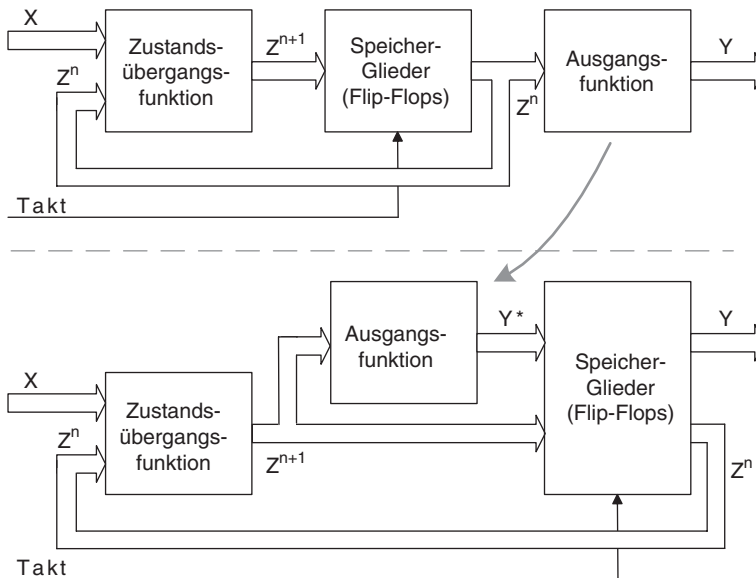 X
Zustands-
übergangs-
funktion
Z^n
Z^n+1
Speicher-
Glieder
(Flip-Flops)
Z^n
Ausgangs-
funktion
Y
Takt
Ausgangs-
funktion
Y*
Speicher-
Glieder
(Flip-Flops)
Y
X
Zustands-
übergangs-
funktion
Z^n
Z^n+1
Z^n
Takt